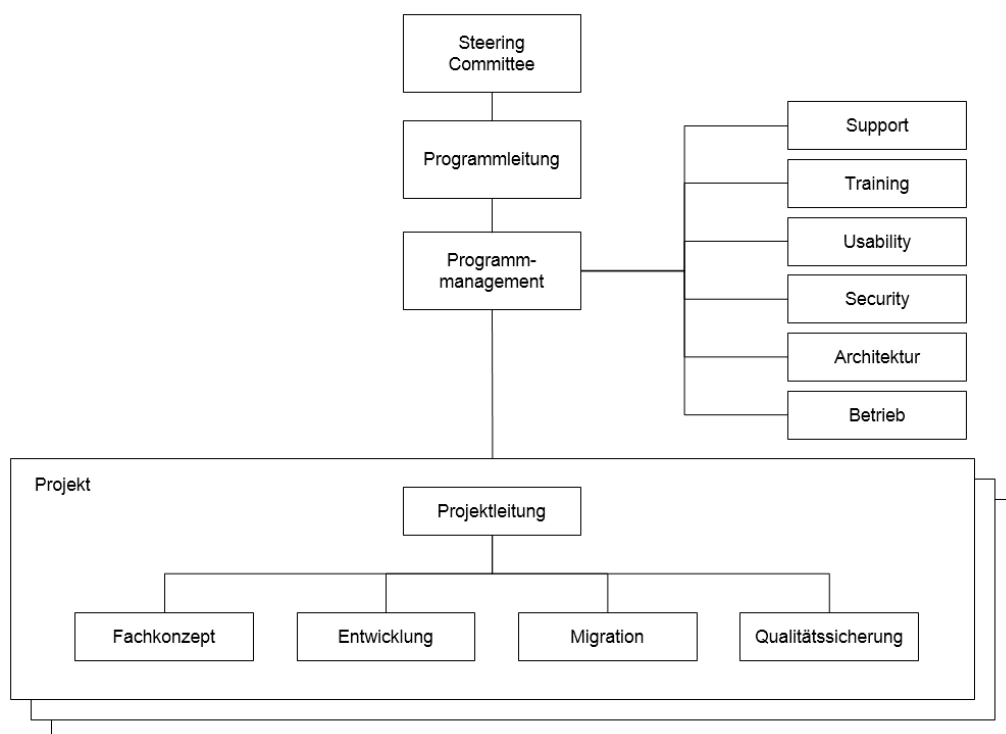 Steering
Committee
Programmleitung
Programm-
management
Support
Training
Usability
Security
Architektur
Betrieb
Projekt
Projektleitung
Fachkonzept
Entwicklung
Migration
Qualitätssicherung